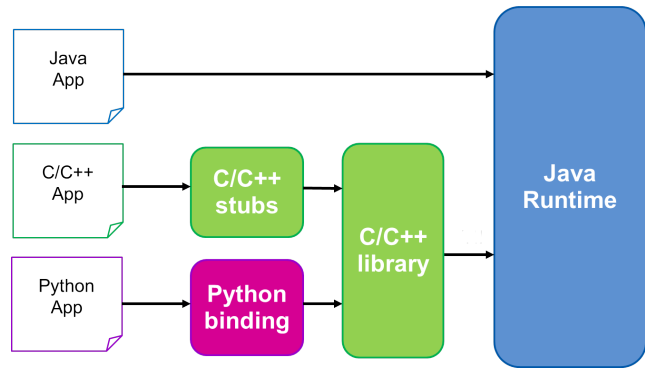 Java
App
C/C++
App
C/C++
stubs
Python
App
Python
binding
C/C++
library
Java
Runtime